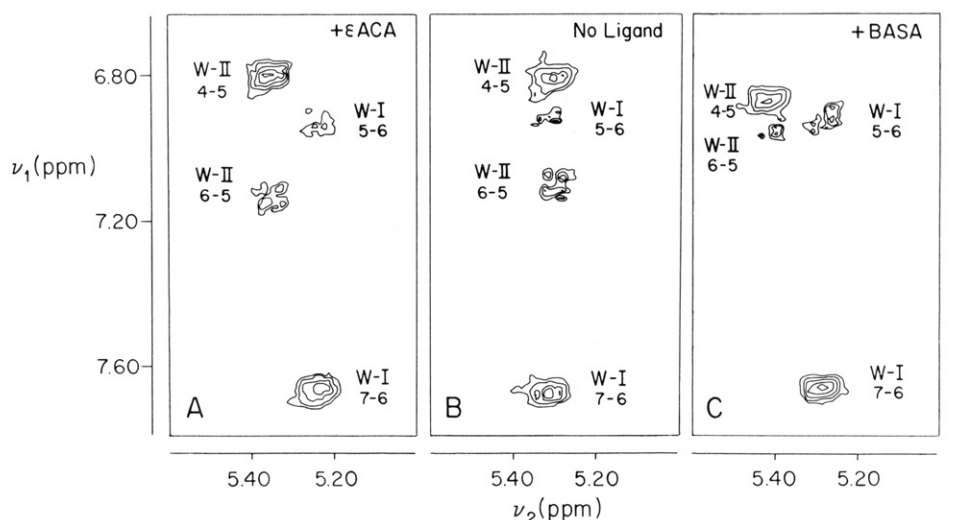 +εACA
No Ligand
+BASA
6.80
7.20
7.60
ν₁(ppm)
W-II
4-5
W-I
5-6
W-II
6-5
W-I
7-6
A
W-II
4-5
W-I
5-6
W-II
6-5
W-I
7-6
B
W-II
4-5
W-I
5-6
W-II
6-5
W-I
7-6
C
5.40
5.20
5.40
5.20
5.40
5.20
ν₂(ppm)